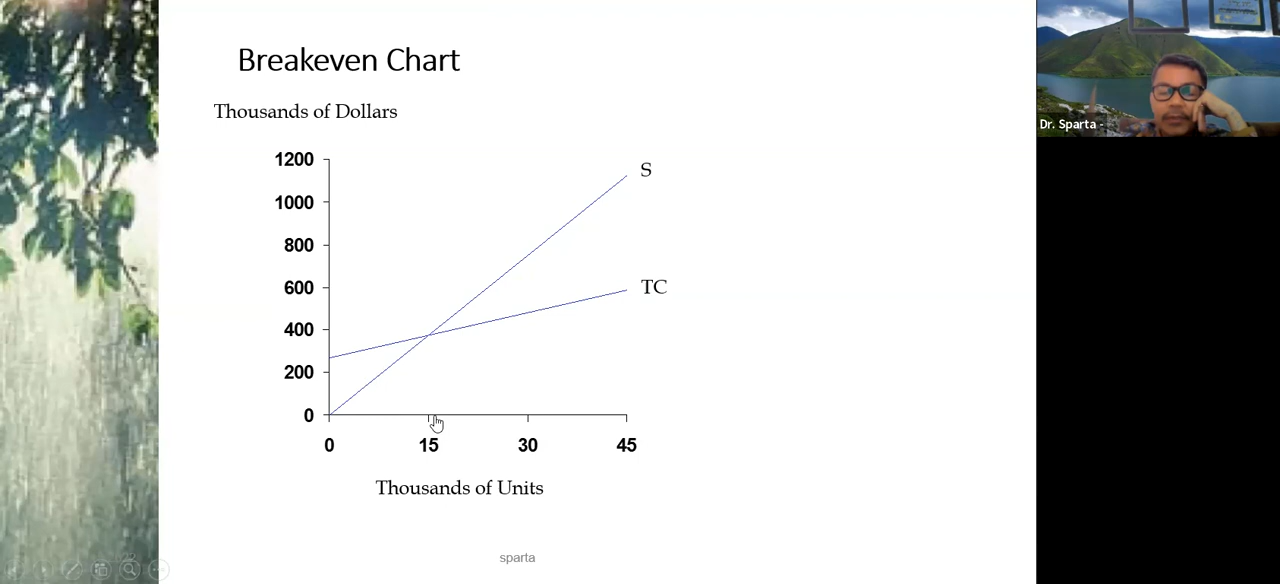 Breakeven Chart
Thousands of Dollars
1200
1000
800
600
400
200
0
S
TC
0 15 30 45
Thousands of Units
sparta
Dr. Sparta -